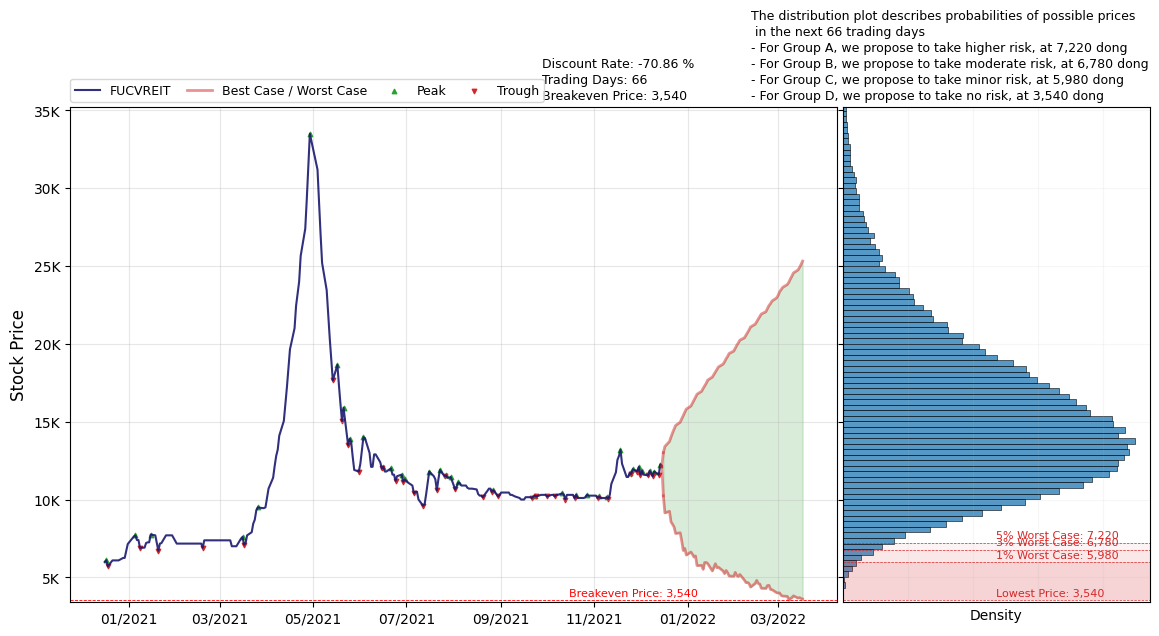 The distribution plot describes probabilities of possible prices
in the next 66 trading days
- For Group A, we propose to take higher risk, at 7,220 dong
- For Group B, we propose to take moderate risk, at 6,780 dong
- For Group C, we propose to take minor risk, at 5,980 dong
- For Group D, we propose to take no risk, at 3,540 dong
Discount Rate: -70.86 %
Trading Days: 66
Breakeven Price: 3,540
FUCVREIT
Best Case / Worst Case
Peak
Trough
Stock Price
35K
30K
25K
20K
15K
10K
5K
Breakeven Price: 3,540
01/2021
03/2021
05/2021
07/2021
09/2021
11/2021
01/2022
03/2022
5% Worst Case: 7,220
3% Worst Case: 6,780
1% Worst Case: 5,980
Lowest Price: 3,540
Density